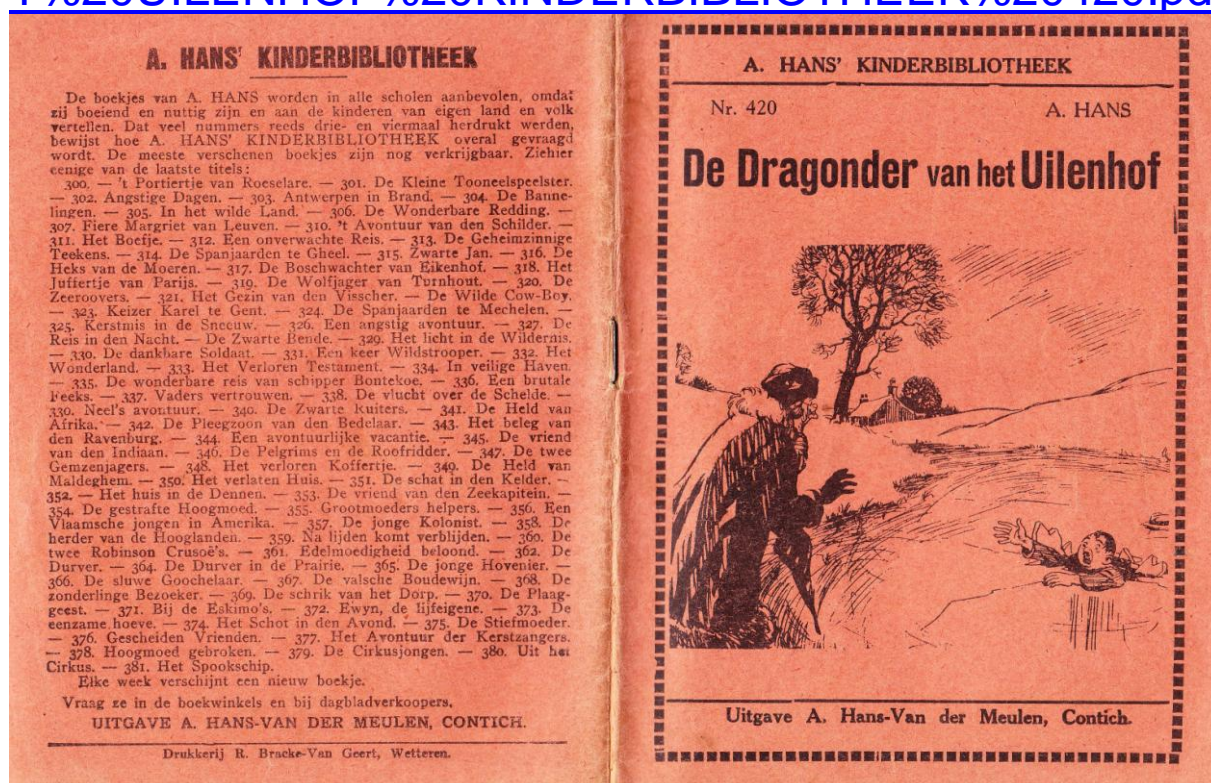 A. HANS' KINDERBIBLIOTHEEK
De boekjes van A. HANS worden in alle scholen aanbevolen, omdat
zij boeiend en nuttig zijn en aan de kinderen van eigen land en volk
vertellen. Dat veel nummers reeds drie- en viermaal herdrukt werden,
bewijst hoe A. HANS' KINDERBIBLIOTHEEK overal gevraagd
wordt. De meeste verschenen boekjes zijn nog verkrijgbaar. Ziehier
eenige van de laatste titels:
300. — 't Portiertje van Roeselare. — 301. De Kleine Tooneelspeelster.
— 302. Angstige Dagen. — 303. Antwerpen in Brand. — 304. De Banne-
lingen. — 305. In het wilde Land. — 306. De Wonderbare Redding. —
307. Fiere Margriet van Leuven. — 310. 't Avontuur van den Schilder. —
311. Het Boefje. — 312. Een onverwachte Reis. — 313. De Geheimzinnige
Teekens. — 314. De Spanjaarden te Gheel. — 315. Zwarte Jan. — 316. De
Heks van de Moeren. — 317. De Boschwachter van Eikenhof. — 318. Het
Juffertje van Parijs. — 319. De Wolfjager van Turnhout. — 320. De
Zeeroovers. — 321. Het Gezin van den Visscher. — De Wilde Cow-Boy.
— 323. Keizer Karel te Gent. — 324. De Spanjaarden te Mechelen. —
325. Kerstmis in de Sneeuw. — 326. Een angstig avontuur. — 327. De
Reis in den Nacht. — De Zwarte Bende. — 329. Het licht in de Wildernis.
— 330. De dankbare Soldaat. — 331. Een keer Wildstrooper. — 332. Het
Wonderland. — 333. Het Verloren Testament. — 334. In veilige Haven.
— 335. De wonderbare reis van schipper Bontekoe. — 336. Een brutale
Feeks. — 337. Vaders vertrouwen. — 338. De vlucht over de Schelde. —
339. Neel's avontuur. — 340. De Zwarte Ruiters. — 341. De Held van
Afrika. — 342. De Pleegzoon van den Bedelaar. — 343. Het beleg van
den Ravenburg. — 344. Een avontuurlijke vacantie. — 345. De vriend
van den Indiaan. — 346. De Pelgrims en de Roofridder. — 347. De twee
Gemzenjagers. — 348. Het verloren Koffertje. — 349. De Held van
Maldeghem. — 350. Het verlaten Huis. — 351. De schat in den Kelder. —
352. — Het huis in de Dennen. — 353. De vriend van den Zeekapitein. —
354. De gestrafte Hoogmoed. — 355. Grootmoeders helpers. — 356. Een
Vlaamsche jongen in Amerika. — 357. De jonge Kolonist. — 358. De
herder van de Hooglanden. — 359. Na lijden komt verblijden. — 360. De
twee Robinson Crusoë's. — 361. Edelmoedigheid beloond. — 362. De
Durver. — 364. De Durver in de Prairie. — 365. De jonge Hovenier. —
366. De sluwe Goochelaar. — 367. De valsche Boudewijn. — 368. De
zonderlinge Bezoeker. — 369. De schrik van het Dorp. — 370. De Plaag-
geest. — 371. Bij de Eskimo's. — 372. Ewyn, de lijfeigene. — 373. De
eenzame hoeve. — 374. Het Schot in den Avond. — 375. De Stiefmoeder.
— 376. Gescheiden Vrienden. — 377. Het Avontuur der Kerstzangers.
— 378. Hoogmoed gebroken. — 379. De Cirkusjongen. — 380. Uit het
Cirkus. — 381. Het Spookschip.
Elke week verschijnt een nieuw boekje.
Vraag ze in de boekwinkels en bij dagbladverkoopers.
UITGAVE A. HANS-VAN DER MEULEN, CONTICH.
Drukkerij R. Bracke-Van Geert, Wetteren.
A. HANS' KINDERBIBLIOTHEEK
Nr. 420 A. HANS
De Dragonder van het Uilenhof
Uitgave A. Hans-Van der Meulen, Contich.